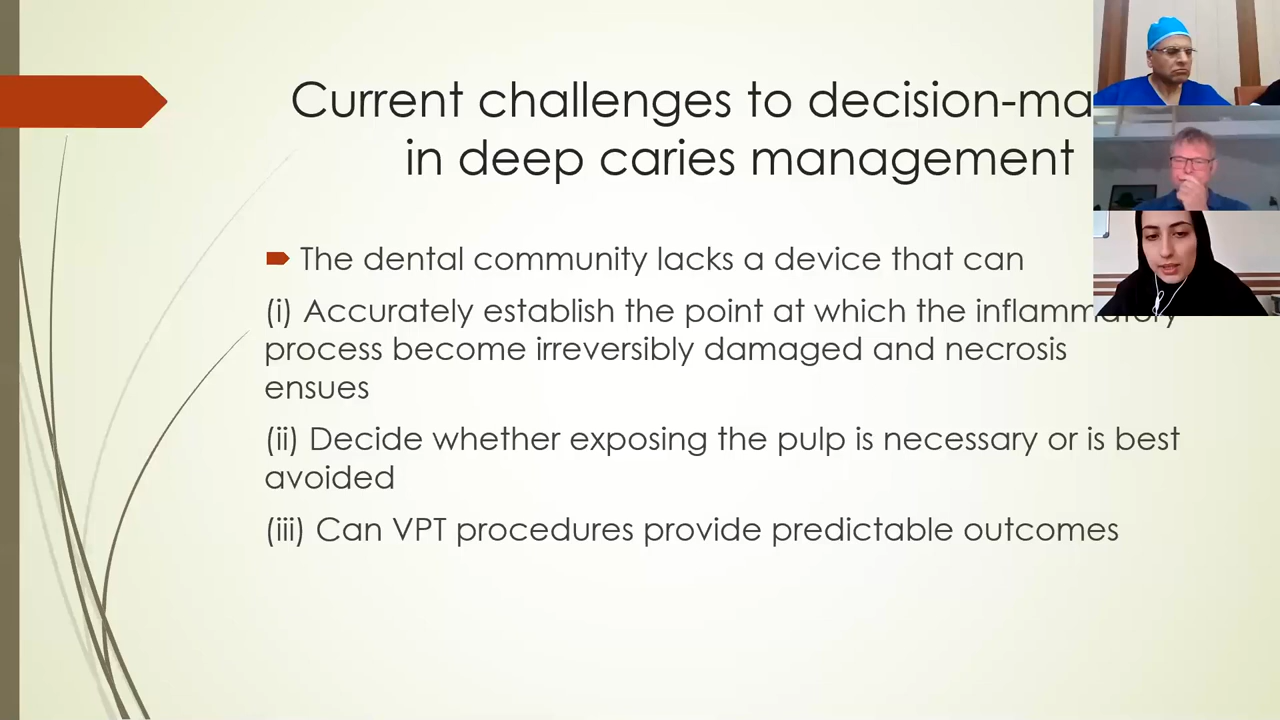 Current challenges to decision-ma
in deep caries management
The dental community lacks a device that can
(i) Accurately establish the point at which the inflammatory
process become irreversibly damaged and necrosis
ensues
(ii) Decide whether exposing the pulp is necessary or is best
avoided
(iii) Can VPT procedures provide predictable outcomes